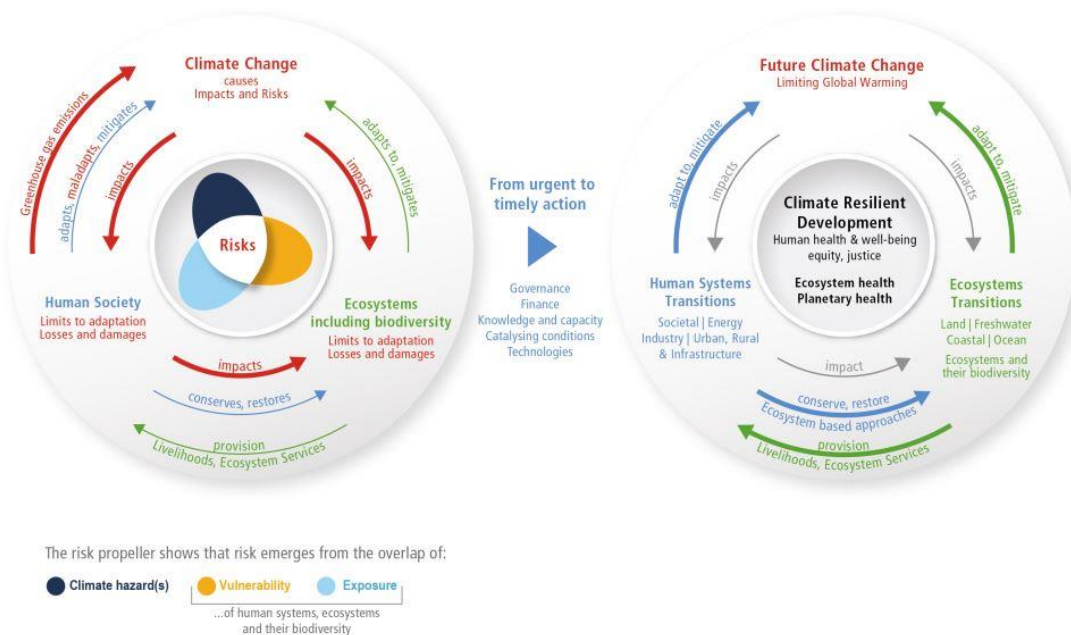 Climate Change
causes
Impacts and Risks
Greenhouse gas emissions
adapts, maladapts, mitigates
impacts
impacts
adapts to, mitigates
Risks
Human Society
Limits to adaptation
Losses and damages
Ecosystems
including biodiversity
Limits to adaptation
Losses and damages
impacts
conserves, restores
provision
Livelihoods, Ecosystem Services
From urgent to
timely action
Governance
Finance
Knowledge and capacity
Catalysing conditions
Technologies
Future Climate Change
Limiting Global Warming
adapt to, mitigate
impacts
impacts
adapt to, mitigate
Climate Resilient
Development
Human health & well-being
equity, justice
Ecosystem health
Planetary health
Human Systems
Transitions
Societal | Energy
Industry | Urban, Rural
& Infrastructure
Ecosystems
Transitions
Land | Freshwater
Coastal | Ocean
Ecosystems and
their biodiversity
impact
conserve, restore
Ecosystem based approaches
provision
Livelihoods, Ecosystem Services
The risk propeller shows that risk emerges from the overlap of:
Climate hazard(s) Vulnerability Exposure
...of human systems, ecosystems
and their biodiversity